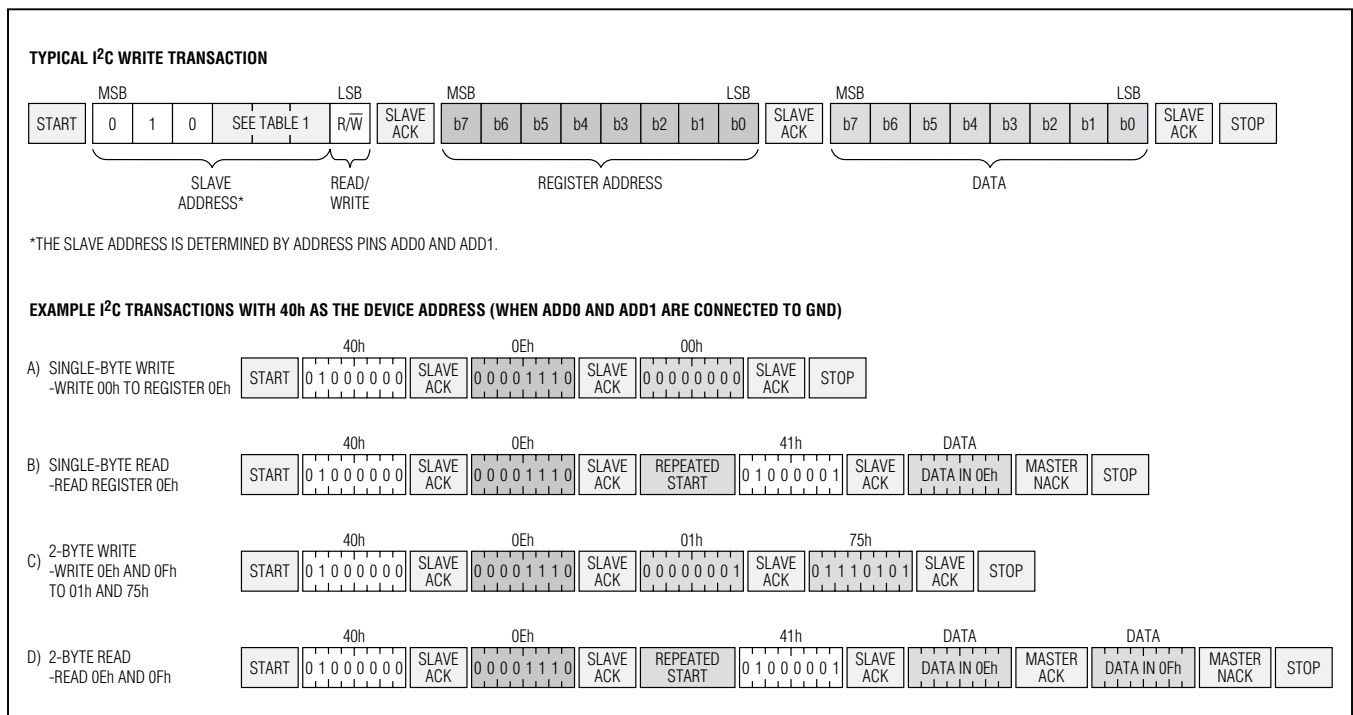 TYPICAL I2C WRITE TRANSACTION
MSB LSB MSB LSB MSB LSB
START 0 1 0 SEE TABLE 1 R/W̅ SLAVE ACK b7 b6 b5 b4 b3 b2 b1 b0 SLAVE ACK b7 b6 b5 b4 b3 b2 b1 b0 SLAVE ACK STOP
SLAVE ADDRESS* READ/WRITE REGISTER ADDRESS DATA
*THE SLAVE ADDRESS IS DETERMINED BY ADDRESS PINS ADD0 AND ADD1.
EXAMPLE I2C TRANSACTIONS WITH 40h AS THE DEVICE ADDRESS (WHEN ADD0 AND ADD1 ARE CONNECTED TO GND)
40h 0Eh 00h
A) SINGLE-BYTE WRITE
-WRITE 00h TO REGISTER 0Eh
START 0 1 0 0 0 0 0 0 SLAVE ACK 0 0 0 0 1 1 1 0 SLAVE ACK 0 0 0 0 0 0 0 0 SLAVE ACK STOP
40h 0Eh 41h DATA
B) SINGLE-BYTE READ
-READ REGISTER 0Eh
START 0 1 0 0 0 0 0 0 SLAVE ACK 0 0 0 0 1 1 1 0 SLAVE ACK REPEATED START 0 1 0 0 0 0 0 1 SLAVE ACK DATA IN 0Eh MASTER NACK STOP
40h 0Eh 01h 75h
C) 2-BYTE WRITE
-WRITE 0Eh AND 0Fh
TO 01h AND 75h
START 0 1 0 0 0 0 0 0 SLAVE ACK 0 0 0 0 1 1 1 0 SLAVE ACK 0 0 0 0 0 0 0 1 SLAVE ACK 0 1 1 1 0 1 0 1 SLAVE ACK STOP
40h 0Eh 41h DATA DATA
D) 2-BYTE READ
-READ 0Eh AND 0Fh
START 0 1 0 0 0 0 0 0 SLAVE ACK 0 0 0 0 1 1 1 0 SLAVE ACK REPEATED START 0 1 0 0 0 0 0 1 SLAVE ACK DATA IN 0Eh MASTER ACK DATA IN 0Fh MASTER NACK STOP